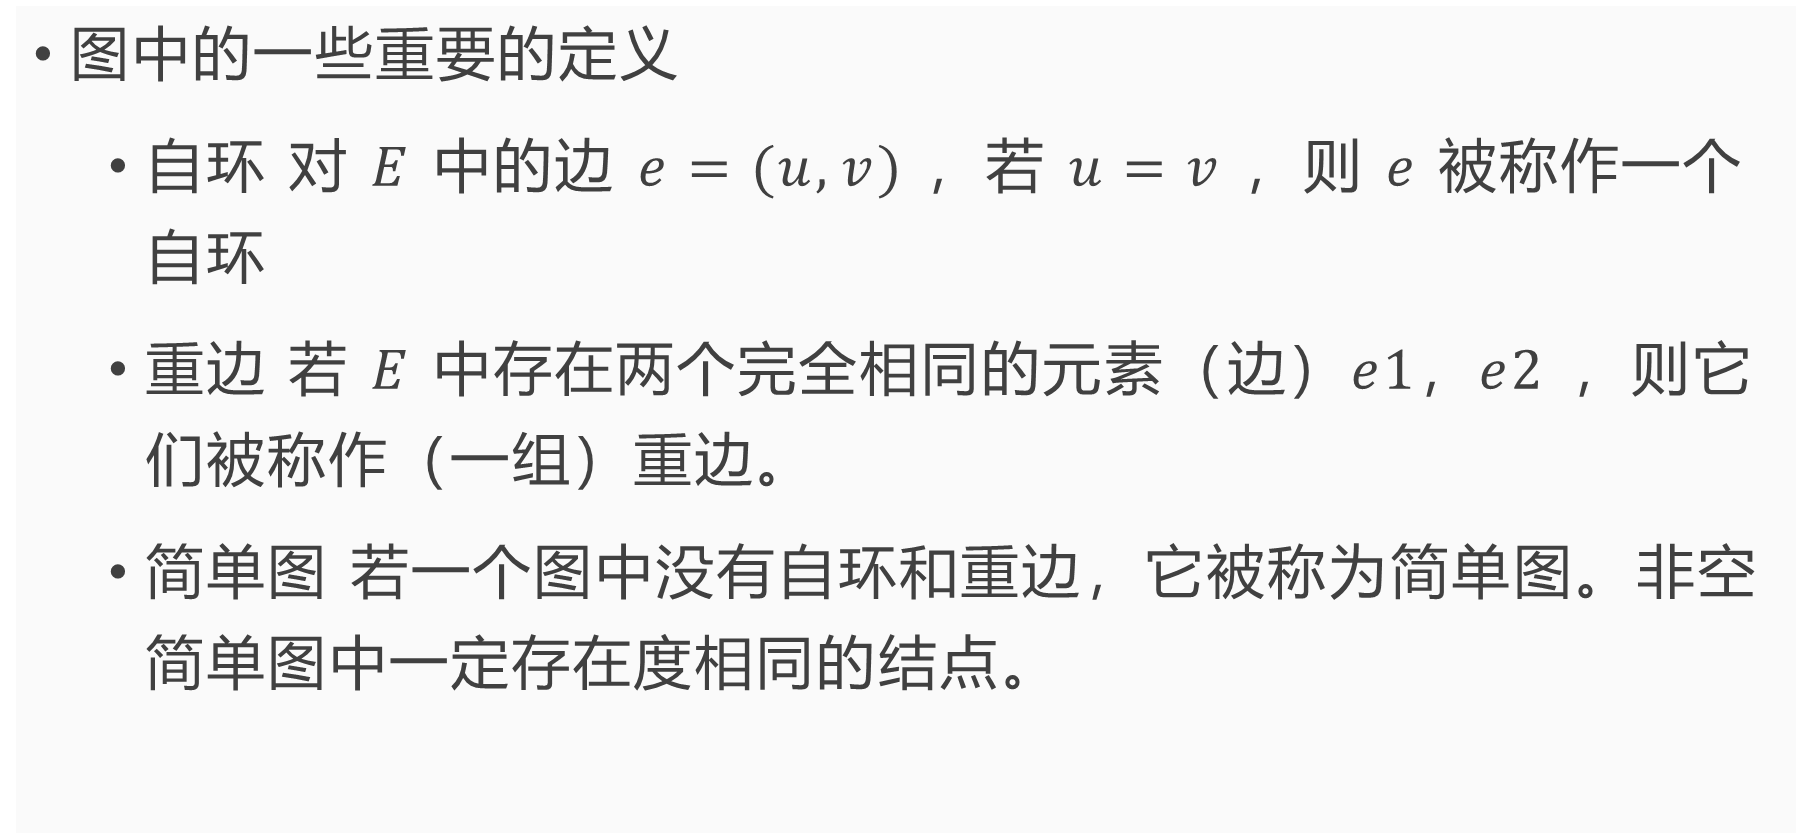 • 图中的一些重要的定义
• 自环 对 E 中的边 e = (u, v) ，若 u = v ，则 e 被称作一个
自环
• 重边 若 E 中存在两个完全相同的元素（边）e1，e2 ，则它
们被称作（一组）重边。
• 简单图 若一个图中没有自环和重边，它被称为简单图。非空
简单图中一定存在度相同的结点。